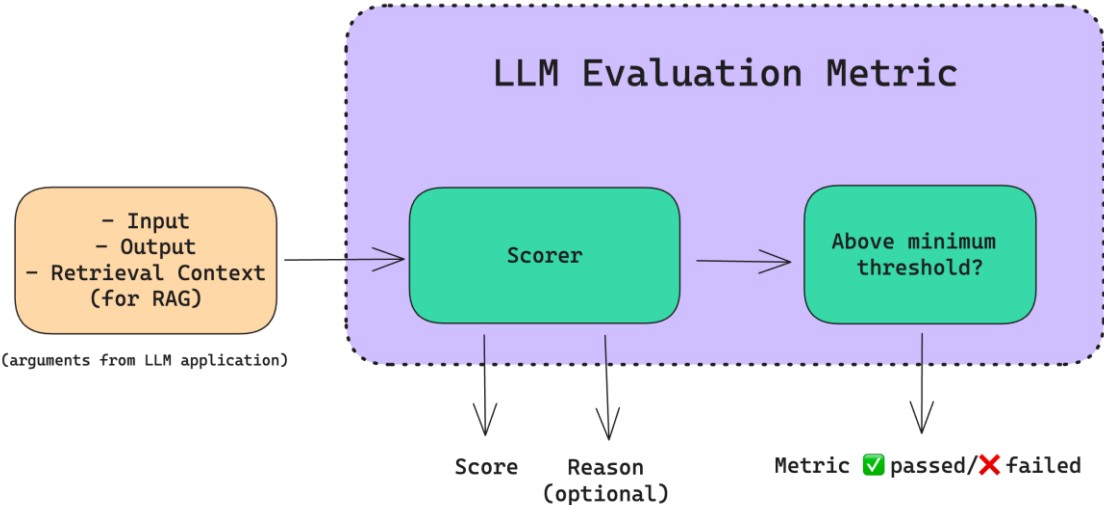 LLM Evaluation Metric
– Input
– Output
– Retrieval Context
(for RAG)
(arguments from LLM application)
Scorer
Above minimum
threshold?
Score
Reason
(optional)
Metric ✅ passed/❌ failed